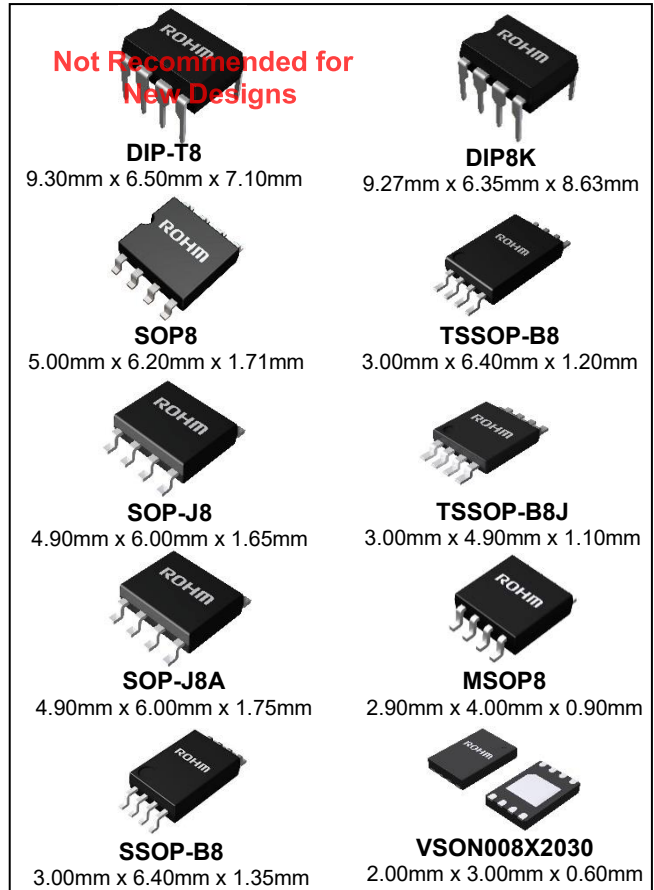 ROHM
Not Recommended for
New Designs
DIP-T8
9.30mm x 6.50mm x 7.10mm
ROHM
DIP8K
9.27mm x 6.35mm x 8.63mm
ROHM
SOP8
5.00mm x 6.20mm x 1.71mm
ROHM
TSSOP-B8
3.00mm x 6.40mm x 1.20mm
ROHM
SOP-J8
4.90mm x 6.00mm x 1.65mm
ROHM
TSSOP-B8J
3.00mm x 4.90mm x 1.10mm
ROHM
SOP-J8A
4.90mm x 6.00mm x 1.75mm
ROHM
MSOP8
2.90mm x 4.00mm x 0.90mm
ROHM
SSOP-B8
3.00mm x 6.40mm x 1.35mm
ROHM
VSON008X2030
2.00mm x 3.00mm x 0.60mm